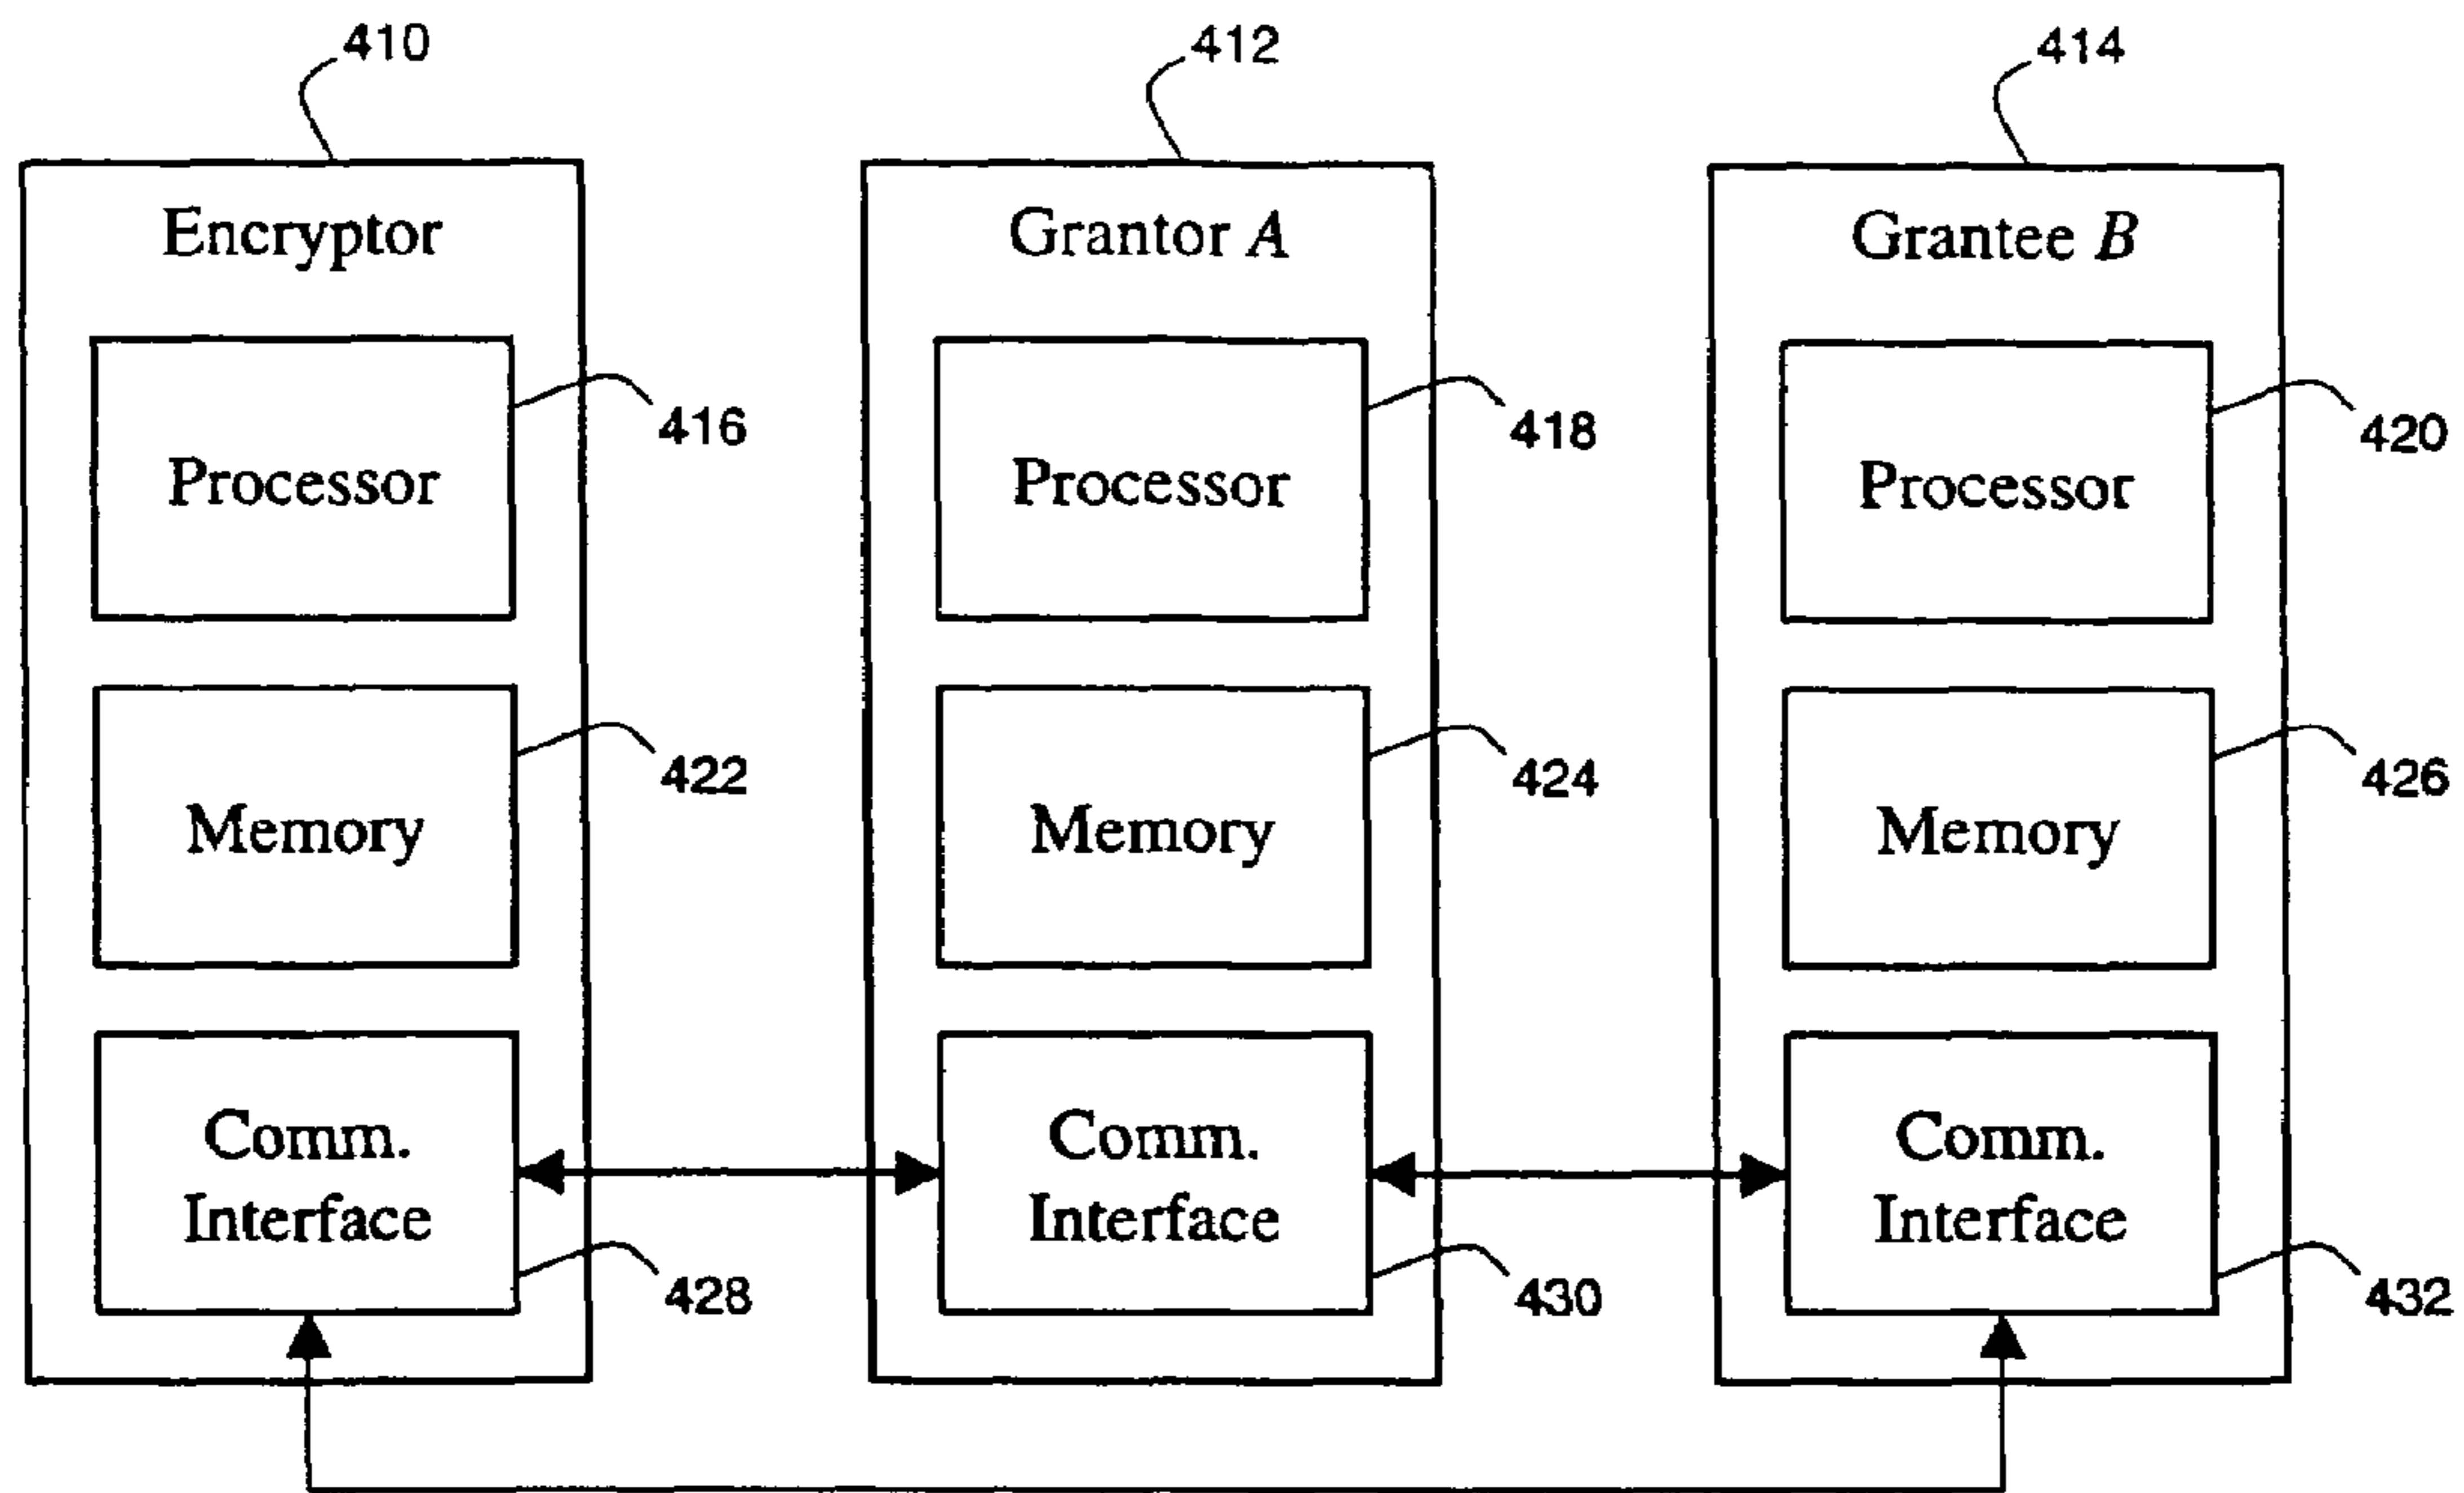 410
412
414
Encryptor
Grantor A
Grantee B
416
418
420
Processor
Processor
Processor
422
424
426
Memory
Memory
Memory
Comm.
Interface
Comm.
Interface
Comm.
Interface
428
430
432